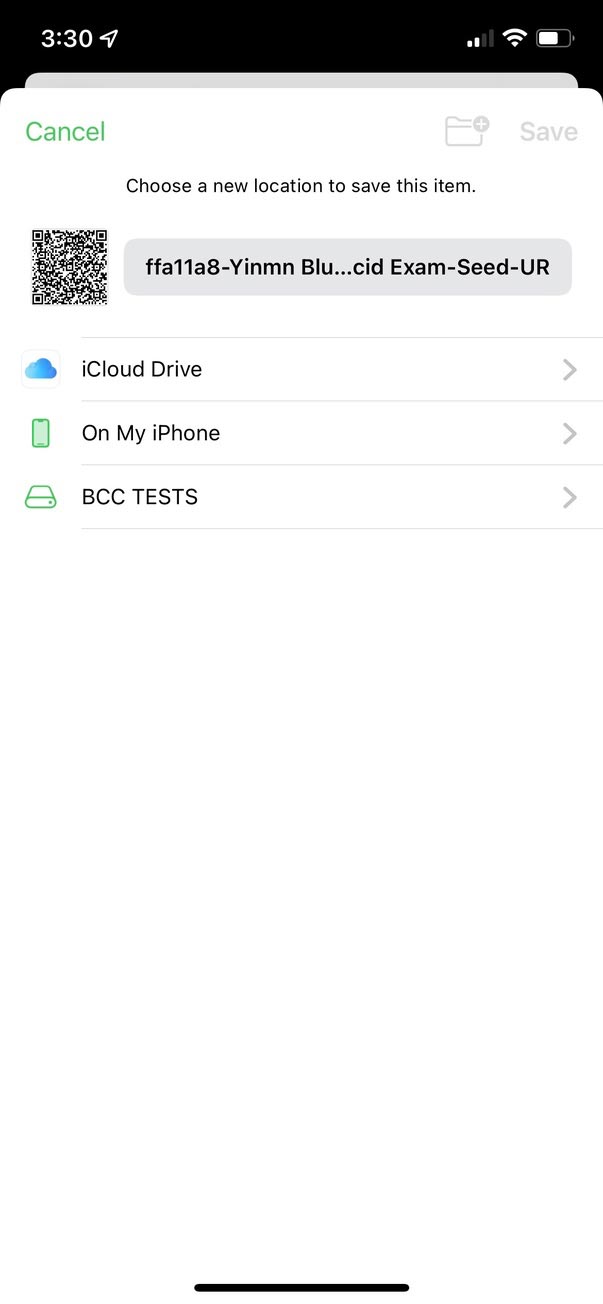 3:30
Cancel Save
Choose a new location to save this item.
ffa11a8-Yinmn Blu...cid Exam-Seed-UR
iCloud Drive
On My iPhone
BCC TESTS